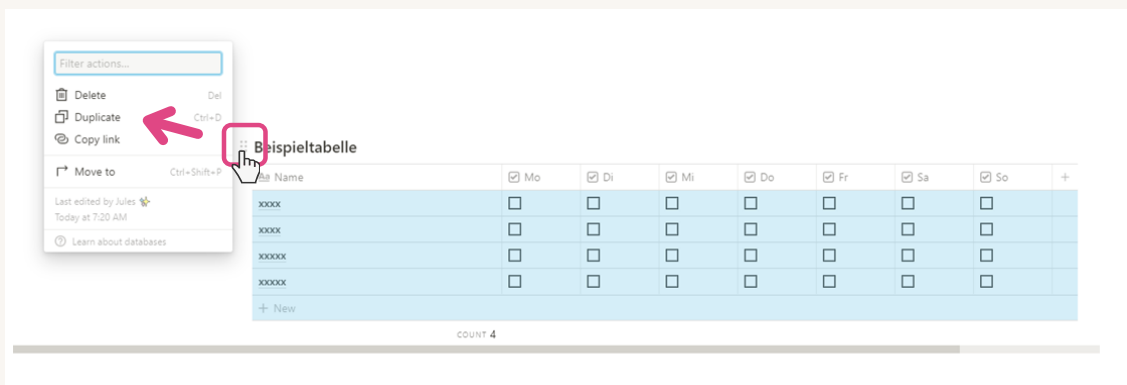 Filter actions...
Delete Del
Duplicate Ctrl+D
Copy link
Move to Ctrl+Shift+P
Last edited by Jules
Today at 7:20 AM
Learn about databases
Beispieltabelle
Aa Name Mo Di Mi Do Fr Sa So +
xxxx
xxxx
xxxxx
xxxxx
+ New
COUNT 4